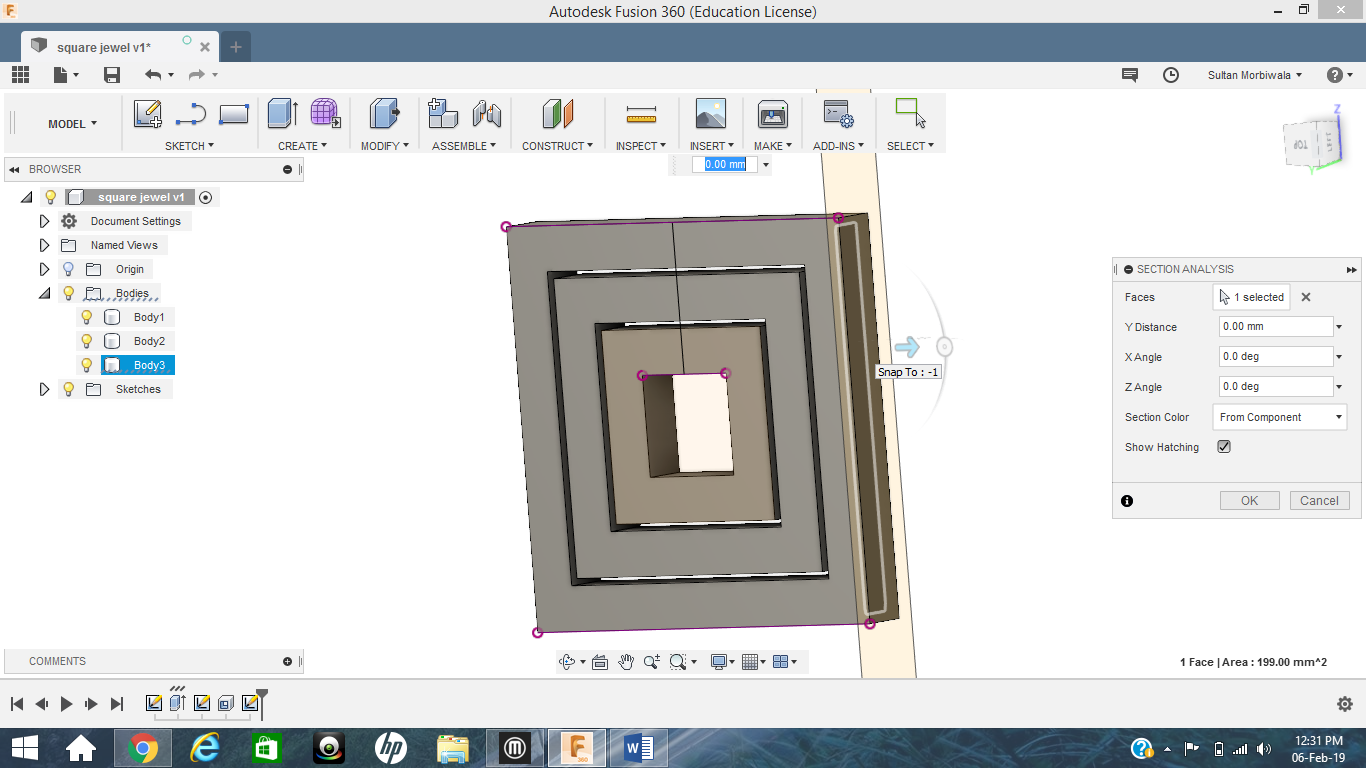 Autodesk Fusion 360 (Education License)
square jewel v1*
Sultan Morbiwala
MODEL
SKETCH
CREATE
MODIFY
ASSEMBLE
CONSTRUCT
INSPECT
INSERT
MAKE
ADD-INS
SELECT
0.00 mm
BROWSER
square jewel v1
Document Settings
Named Views
Origin
Bodies
Body1
Body2
Body3
Sketches
Z
TOP
Snap To : -1
SECTION ANALYSIS
Faces 1 selected
Y Distance 0.00 mm
X Angle 0.0 deg
Z Angle 0.0 deg
Section Color From Component
Show Hatching
OK Cancel
COMMENTS
1 Face | Area : 199.00 mm^2
12:31 PM
06-Feb-19